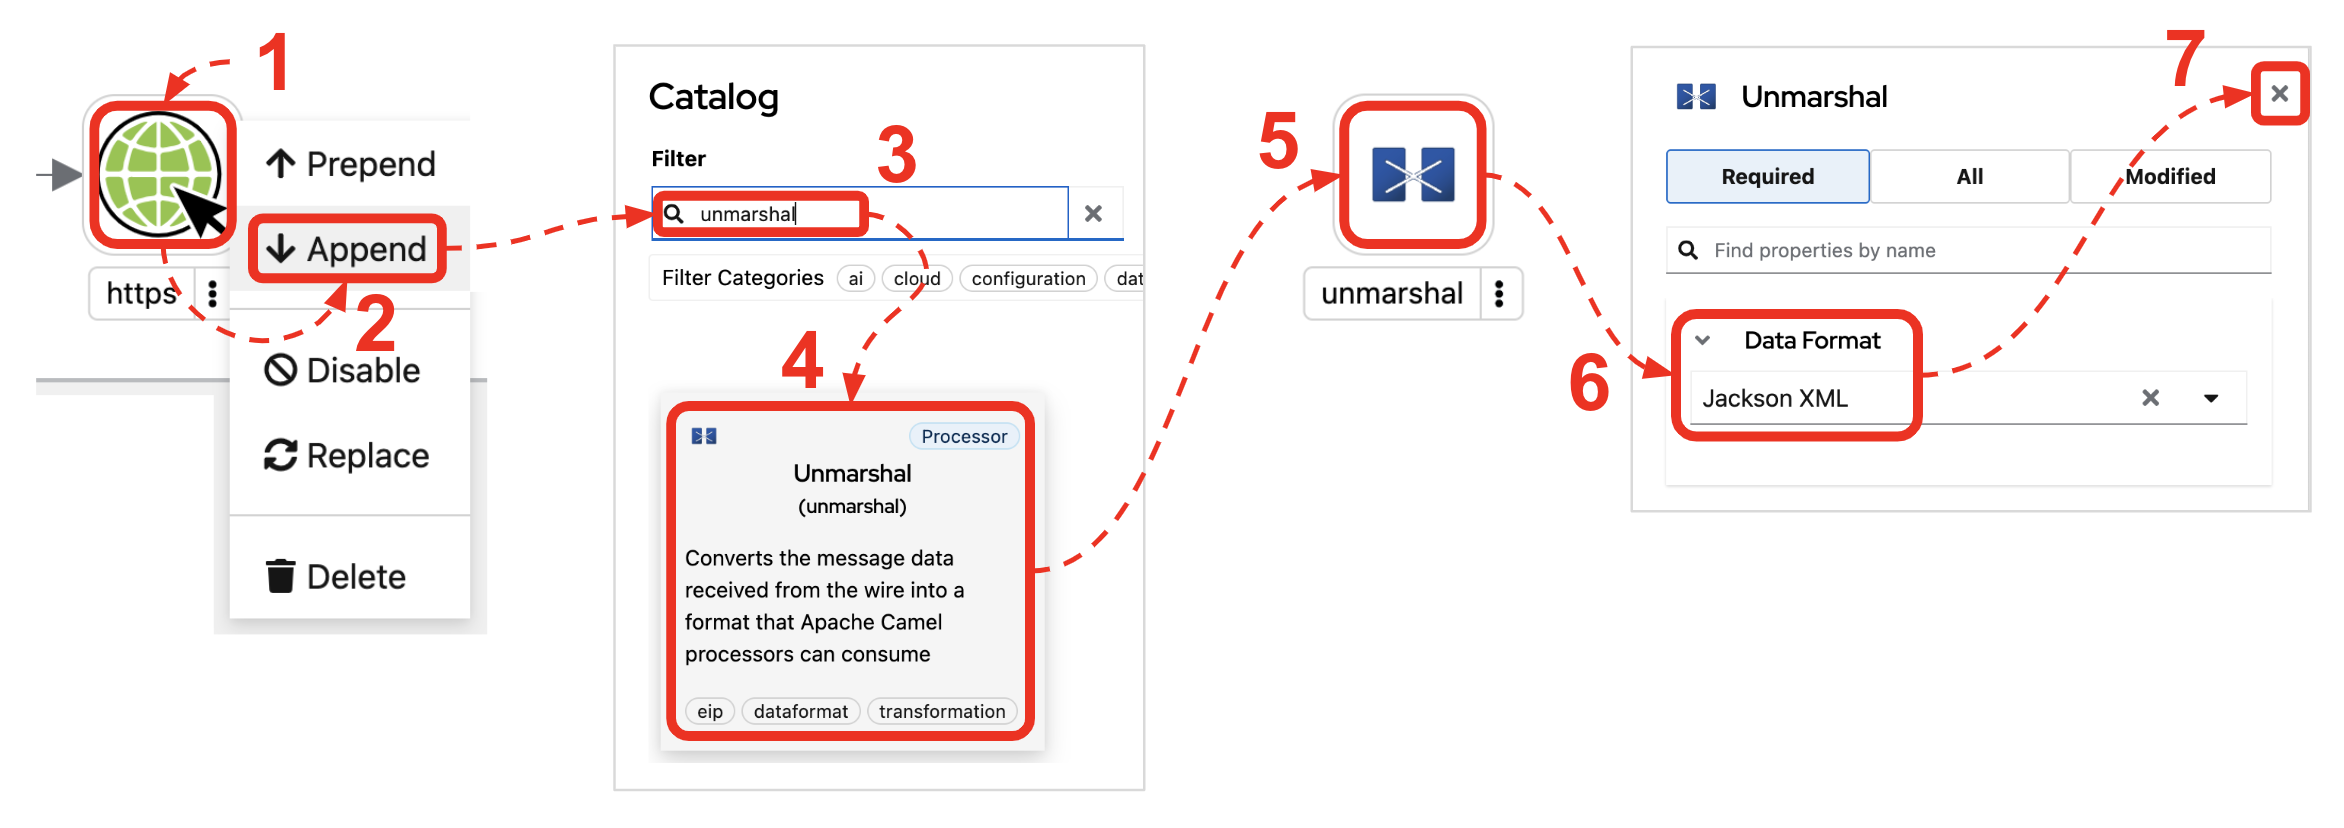 1
Prepend
Append
2
https
Disable
Replace
Delete
Catalog
Filter
3
unmarshal
Filter Categories ai cloud configuration dat
4
Processor
Unmarshal
(unmarshal)
Converts the message data
received from the wire into a
format that Apache Camel
processors can consume
eip dataformat transformation
5
unmarshal
7
Unmarshal
Required All Modified
Find properties by name
6
Data Format
Jackson XML